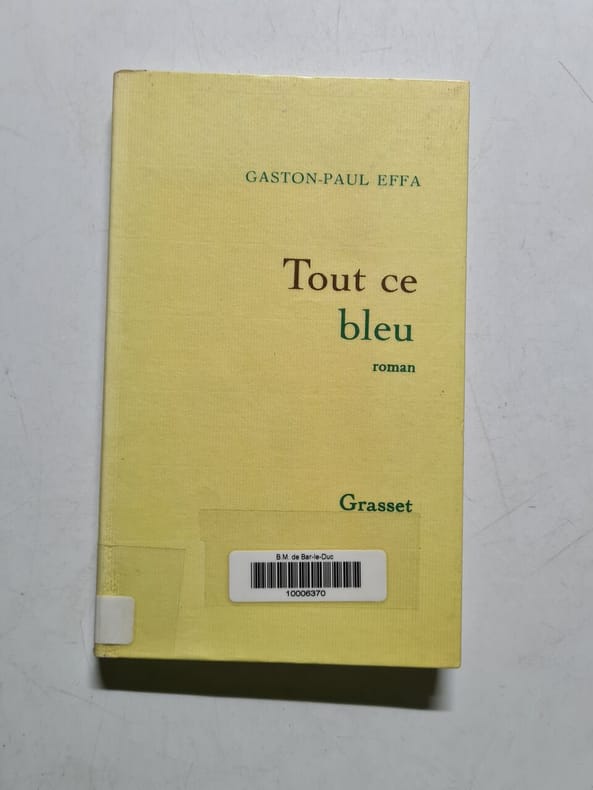 GASTON-PAUL EFFA
Tout ce
bleu
roman
Grasset
B.M. de Bar-le-Duc
10006370